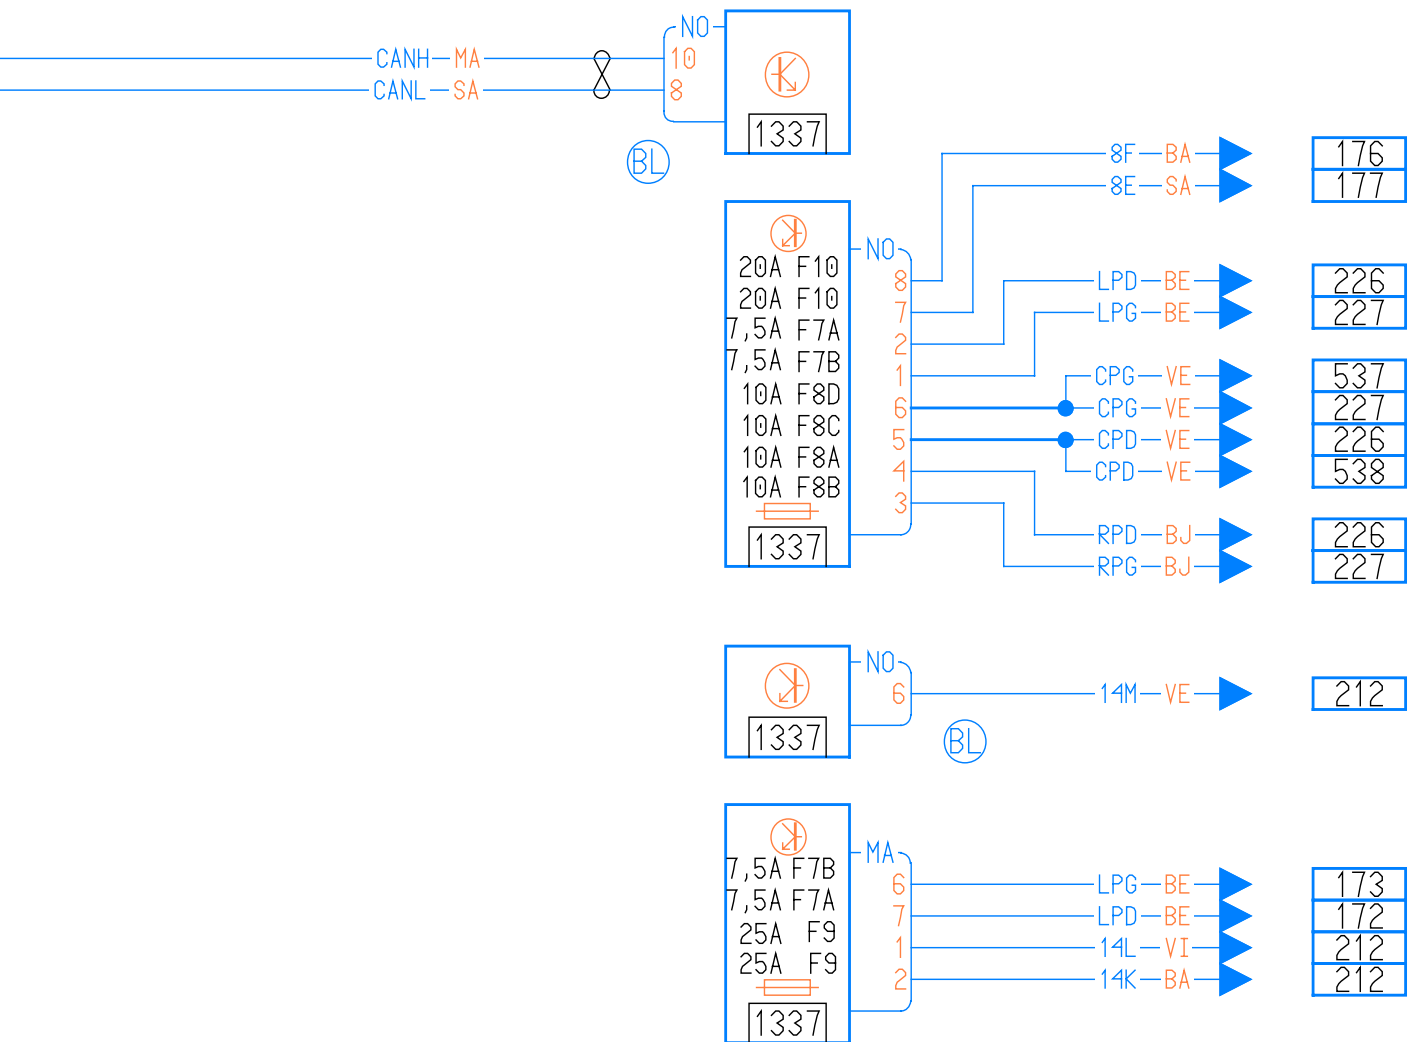 NO
CANH MA 10
CANL SA 8
1337
BL
8F BA 176
8E SA 177
NO
20A F10
8 LPD BE 226
20A F10
7 LPG BE 227
7,5A F7A
2
7,5A F7B
1 CPG VE 537
10A F8D
6 CPG VE 227
10A F8C
5 CPD VE 226
10A F8A
4 CPD VE 538
10A F8B
3
1337
RPD BJ 226
RPG BJ 227
NO
6 14M VE 212
1337
BL
MA
7,5A F7B
6 LPG BE 173
7,5A F7A
7 LPD BE 172
25A F9
1 14L VI 212
25A F9
2 14K BA 212
1337